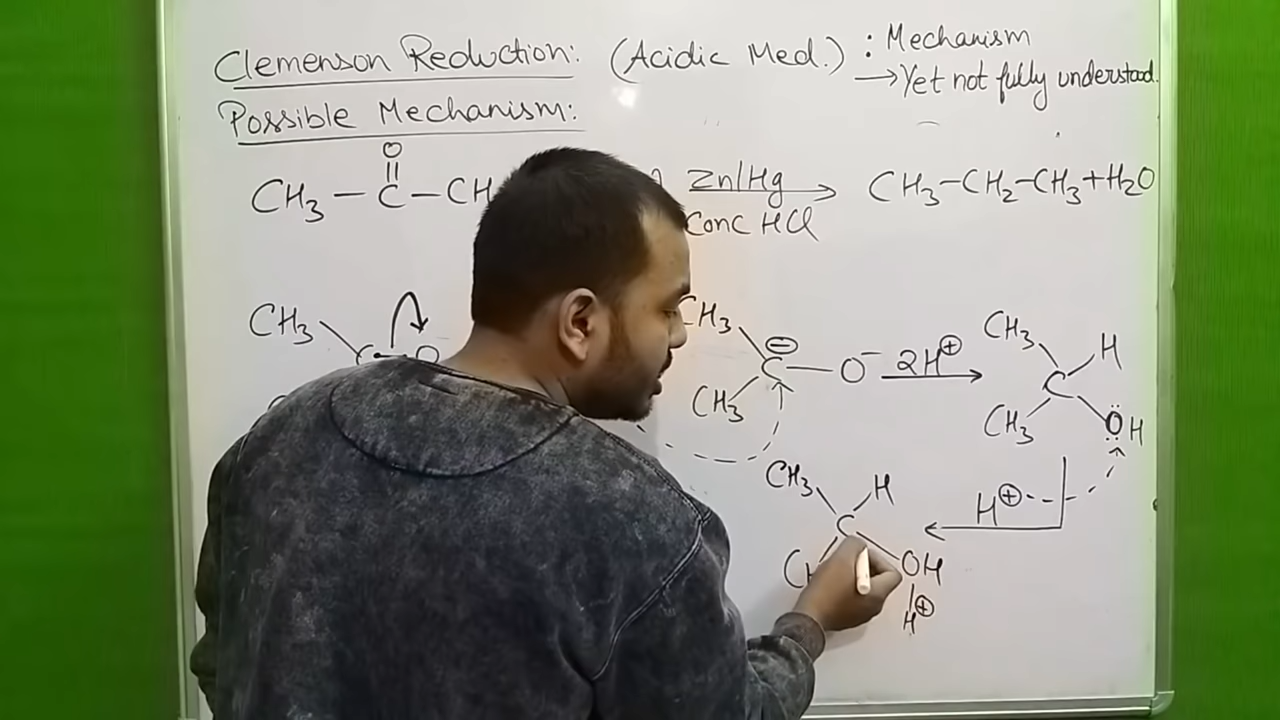 Clemenson Reduction: (Acidic Med.) : Mechanism
→ Yet not fully understood.
Possible Mechanism:
O
CH₃ — C — CH Zn/Hg CH₃-CH₂-CH₃+H₂O
Conc HCl
CH₃ C O
CH₃ C⊖ — O⁻ 2H⊕ CH₃ C H
CH₃ CH₃ ÖH
CH₃ C H H⊕
OH
H⊕